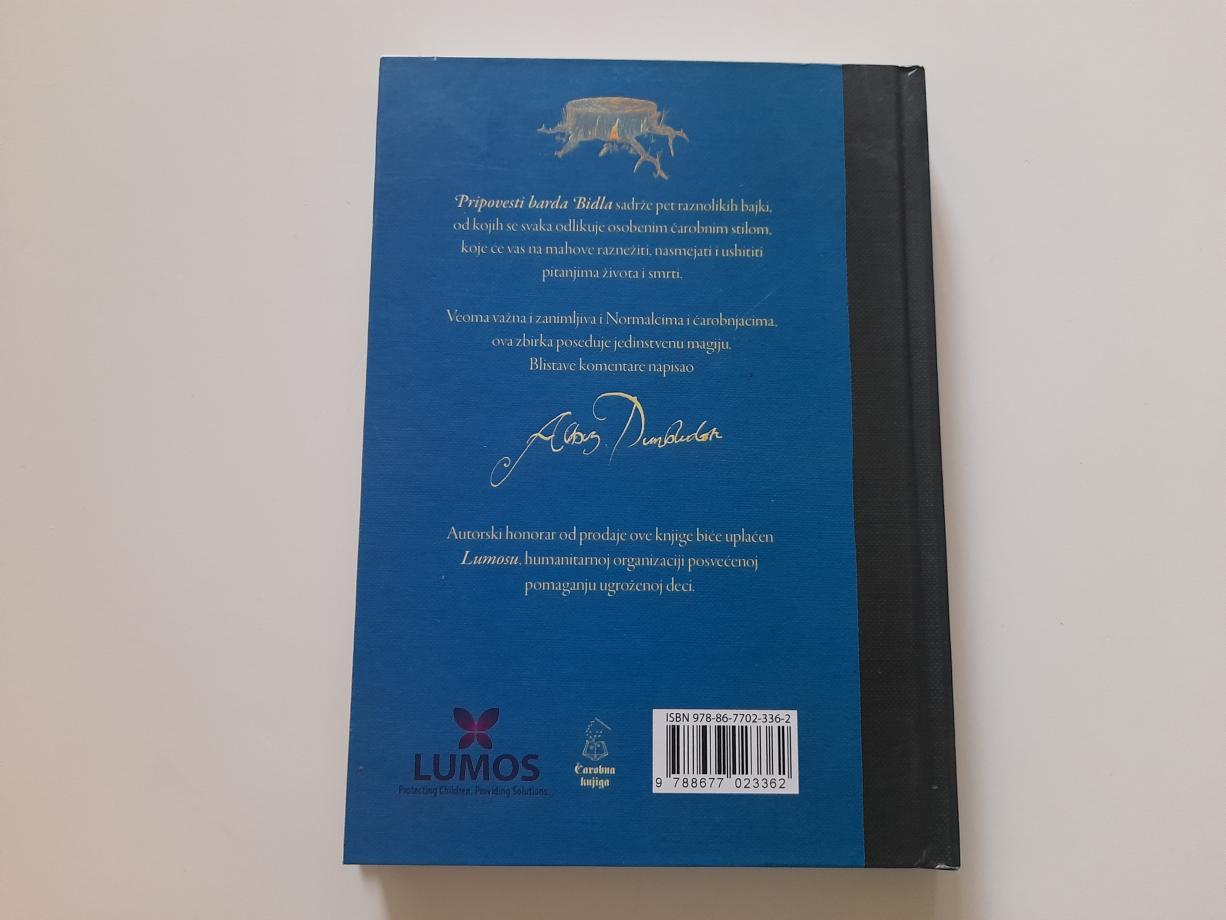 Pripovesti barda Bidla sadrže pet raznolikih bajki,
od kojih se svaka odlikuje osobenim čarobnim stilom,
koje će vas na mahove raznežiti, nasmejati i ushititi
pitanjima života i smrti.
Veoma važna i zanimljiva i Normalcima i čarobnjacima,
ova zbirka poseduje jedinstvenu magiju.
Blistave komentare napisao
Albus Dumbledore
Autorski honorar od prodaje ove knjige biće uplaćen
Lumosu, humanitarnoj organizaciji posvećenoj
pomaganju ugroženoj deci.
LUMOS
Protecting Children. Providing Solutions.
Čarobna
knjiga
ISBN 978-86-7702-336-2
9 788677 023362